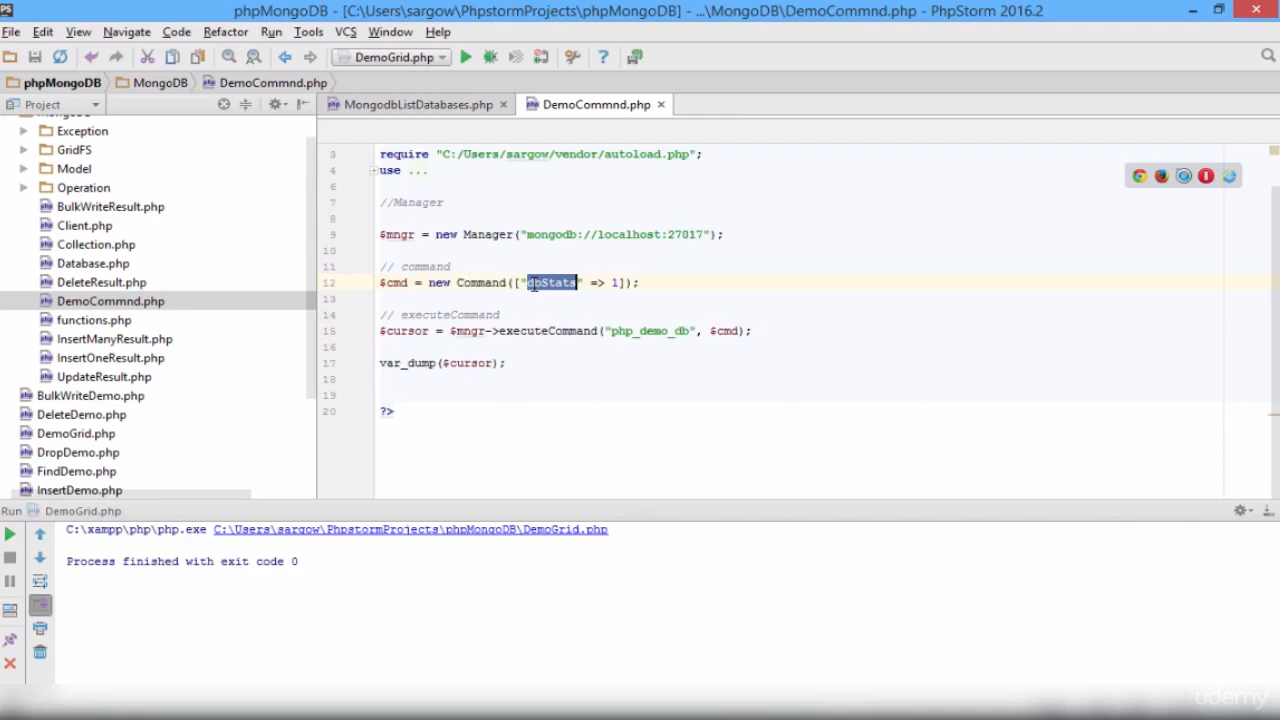 phpMongoDB - [C:\Users\sargow\PhpstormProjects\phpMongoDB] - ...\MongoDB\DemoCommnd.php - PhpStorm 2016.2
File Edit View Navigate Code Refactor Run Tools VCS Window Help
DemoGrid.php
phpMongoDB MongoDB DemoCommnd.php
Project
MongodbListDatabases.php DemoCommnd.php
Exception
GridFS
Model
Operation
BulkWriteResult.php
Client.php
Collection.php
Database.php
DeleteResult.php
DemoCommnd.php
functions.php
InsertManyResult.php
InsertOneResult.php
UpdateResult.php
BulkWriteDemo.php
DeleteDemo.php
DemoGrid.php
DropDemo.php
FindDemo.php
InsertDemo.php
3 require "C:/Users/sargow/vendor/autoload.php";
4 use ...
6
7 //Manager
8
9 $mngr = new Manager("mongodb://localhost:27017");
10
11 // command
12 $cmd = new Command(["dbStats" => 1]);
13
14 // executeCommand
15 $cursor = $mngr->executeCommand("php_demo_db", $cmd);
16
17 var_dump($cursor);
18
19
20 ?>
Run DemoGrid.php
C:\xampp\php\php.exe C:\Users\sargow\PhpstormProjects\phpMongoDB\DemoGrid.php
Process finished with exit code 0
udemy